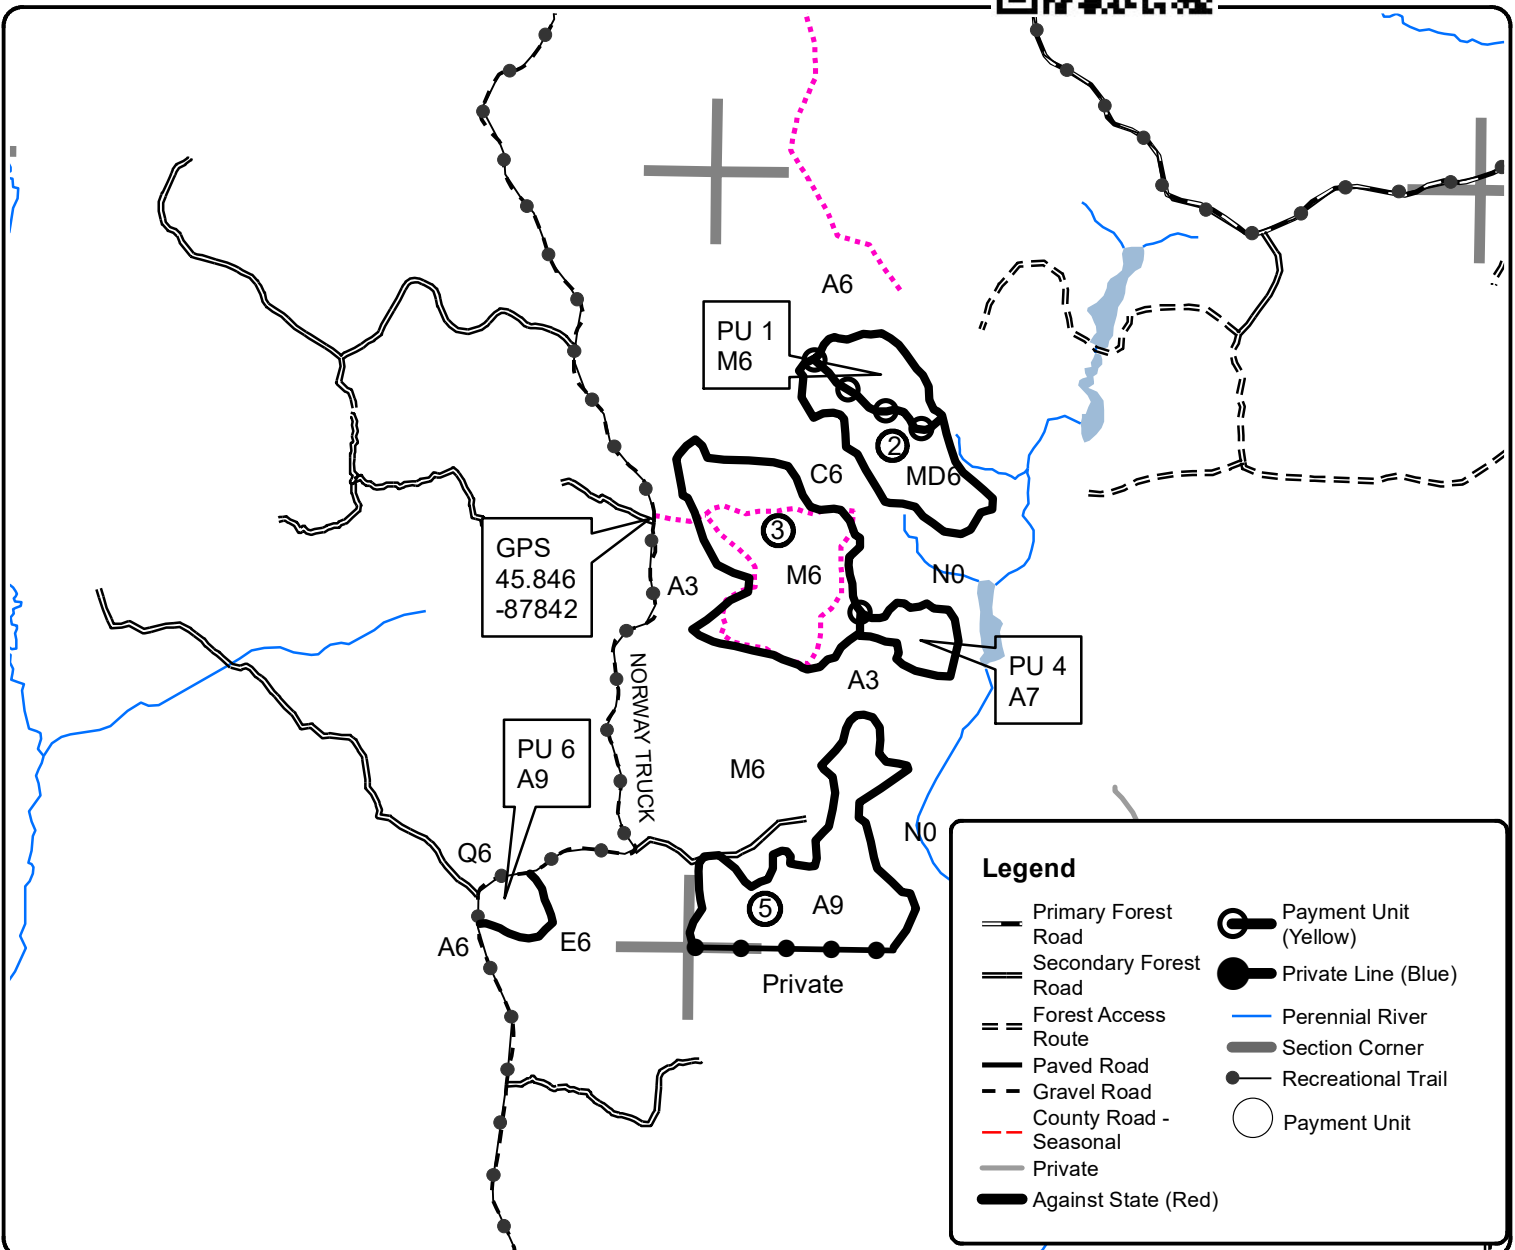 A6
PU 1
M6
2
C6
MD6
3
GPS
45.846
-87842
M6
A3
N0
PU 4
A7
A3
NORWAY TRUCK
PU 6
A9
M6
N0
Q6
5
A9
A6
E6
Private
Legend
Primary Forest
Road
Secondary Forest
Road
Forest Access
Route
Paved Road
Gravel Road
County Road -
Seasonal
Private
Against State (Red)
Payment Unit
(Yellow)
Private Line (Blue)
Perennial River
Section Corner
Recreational Trail
Payment Unit